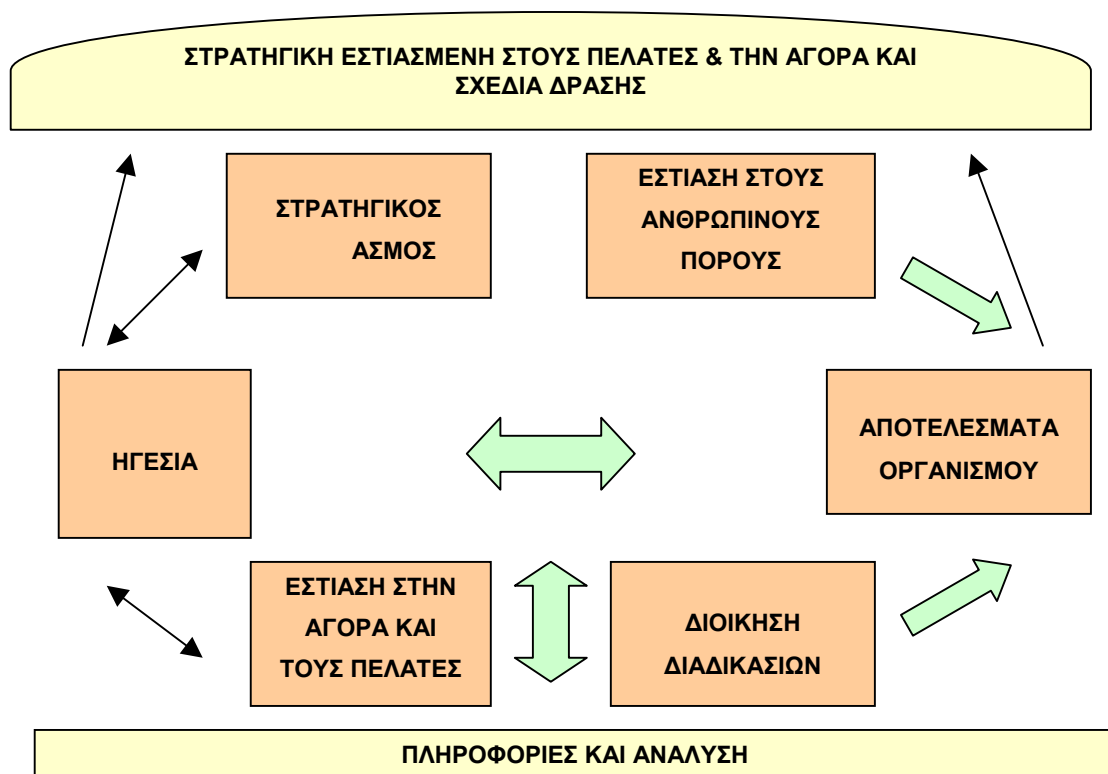 ΣΤΡΑΤΗΓΙΚΗ ΕΣΤΙΑΣΜΕΝΗ ΣΤΟΥΣ ΠΕΛΑΤΕΣ & ΤΗΝ ΑΓΟΡΑ ΚΑΙ
ΣΧΕΔΙΑ ΔΡΑΣΗΣ
ΣΤΡΑΤΗΓΙΚΟΣ
ΑΣΜΟΣ
ΕΣΤΙΑΣΗ ΣΤΟΥΣ
ΑΝΘΡΩΠΙΝΟΥΣ
ΠΟΡΟΥΣ
ΗΓΕΣΙΑ
ΑΠΟΤΕΛΕΣΜΑΤΑ
ΟΡΓΑΝΙΣΜΟΥ
ΕΣΤΙΑΣΗ ΣΤΗΝ
ΑΓΟΡΑ ΚΑΙ
ΤΟΥΣ ΠΕΛΑΤΕΣ
ΔΙΟΙΚΗΣΗ
ΔΙΑΔΙΚΑΣΙΩΝ
ΠΛΗΡΟΦΟΡΙΕΣ ΚΑΙ ΑΝΑΛΥΣΗ